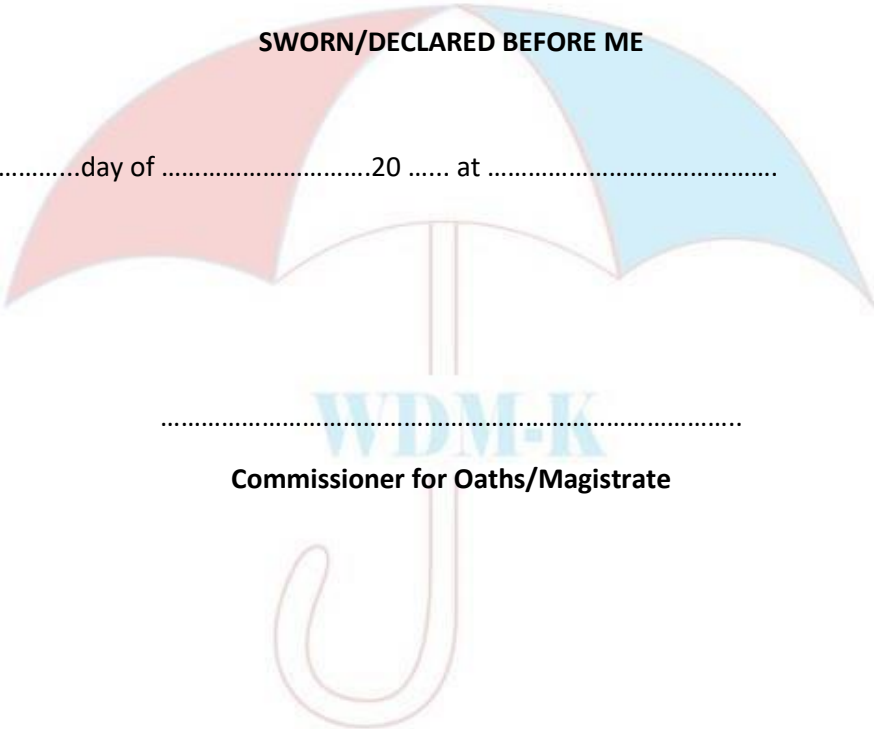 SWORN/DECLARED BEFORE ME
…………..day of ………………………….20 …... at …………………………………….
WDM-K
…………………………………………………………………………..
Commissioner for Oaths/Magistrate